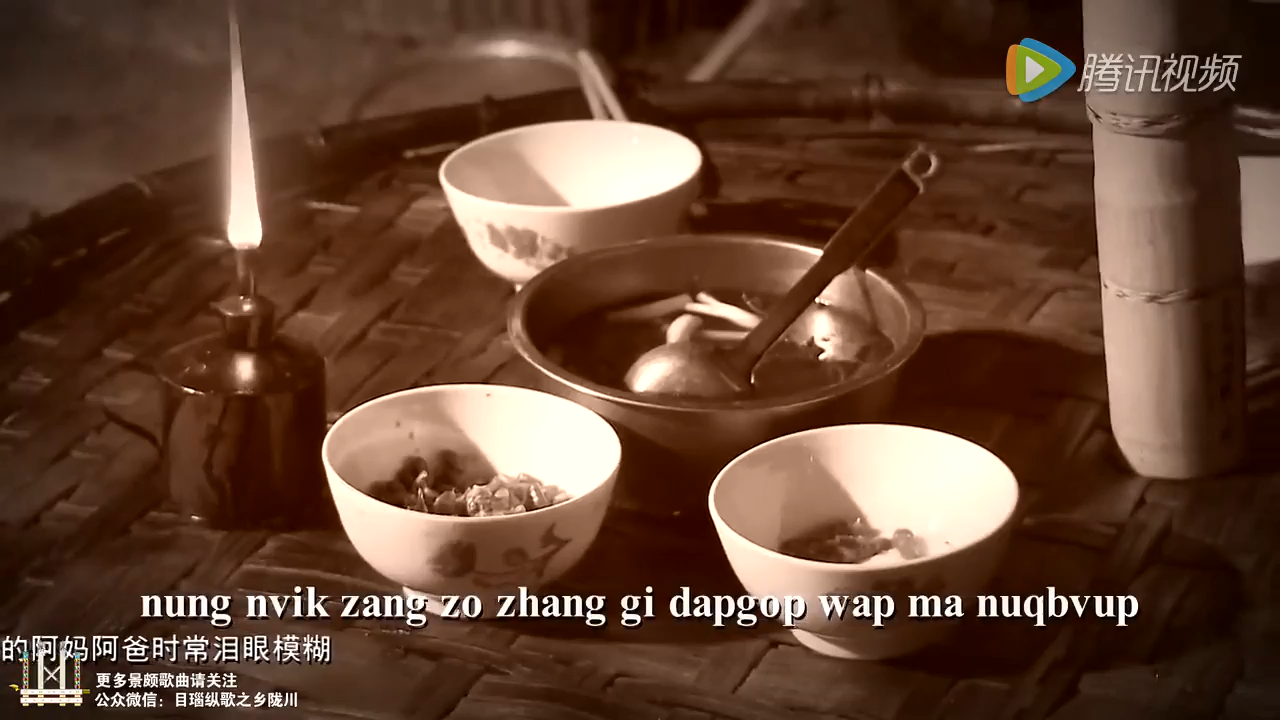 腾讯视频
nung nvik zang zo zhang gi dapgop wap ma nuqbvup
的阿妈阿爸时常泪眼模糊
更多景颇歌曲请关注
公众微信：目瑙纵歌之乡陇川